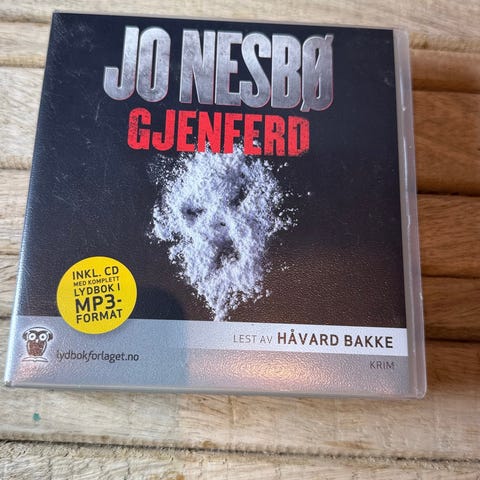 JO NESBØ
GJENFERD
INKL. CD
MED KOMPLETT
LYDBOK I
MP3-
FORMAT
LEST AV HÅVARD BAKKE
lydbokforlaget.no
KRIM